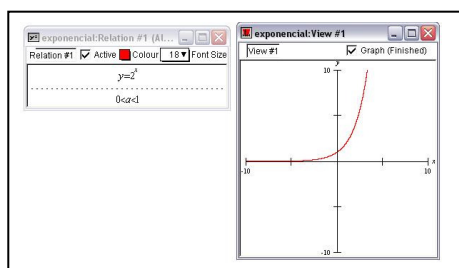 exponencial:Relation #1 (Al...
Relation #1 Active Colour 18 Font Size
y=2ˣ
0<a<1
exponencial:View #1
View #1 Graph (Finished)
y
10
-10
x
10
-10